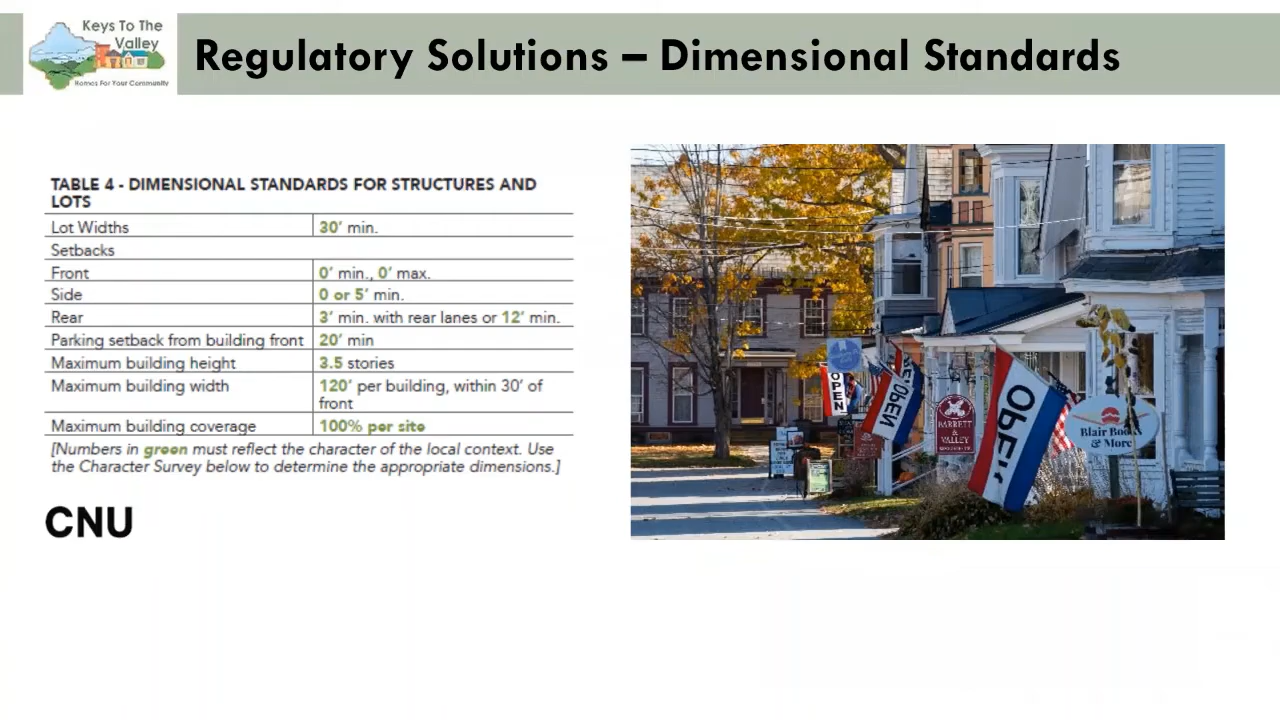 Keys To The
Valley
Homes For Your Community
Regulatory Solutions – Dimensional Standards
TABLE 4 - DIMENSIONAL STANDARDS FOR STRUCTURES AND
LOTS
Lot Widths 30' min.
Setbacks
Front 0' min., 0' max.
Side 0 or 5' min.
Rear 3' min. with rear lanes or 12' min.
Parking setback from building front 20' min
Maximum building height 3.5 stories
Maximum building width 120' per building, within 30' of
front
Maximum building coverage 100% per site
[Numbers in green must reflect the character of the local context. Use
the Character Survey below to determine the appropriate dimensions.]
CNU
OPEN
OPEN
OPEN
BARRETT
&
VALLEY
Blair Books
& More